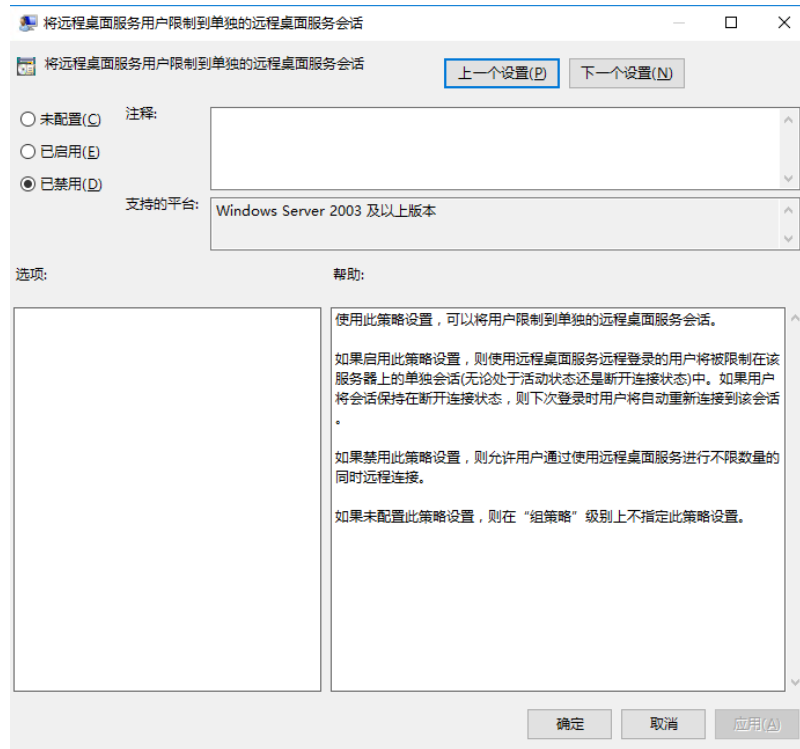 将远程桌面服务用户限制到单独的远程桌面服务会话
将远程桌面服务用户限制到单独的远程桌面服务会话
上一个设置(P)
下一个设置(N)
未配置(C)
注释:
已启用(E)
已禁用(D)
支持的平台:
Windows Server 2003 及以上版本
选项:
帮助:
使用此策略设置，可以将用户限制到单独的远程桌面服务会话。
如果启用此策略设置，则使用远程桌面服务远程登录的用户将被限制在该
服务器上的单独会话(无论处于活动状态还是断开连接状态)中。如果用户
将会话保持在断开连接状态，则下次登录时用户将自动重新连接到该会话
。
如果禁用此策略设置，则允许用户通过使用远程桌面服务进行不限数量的
同时远程连接。
如果未配置此策略设置，则在“组策略”级别上不指定此策略设置。
确定
取消
应用(A)